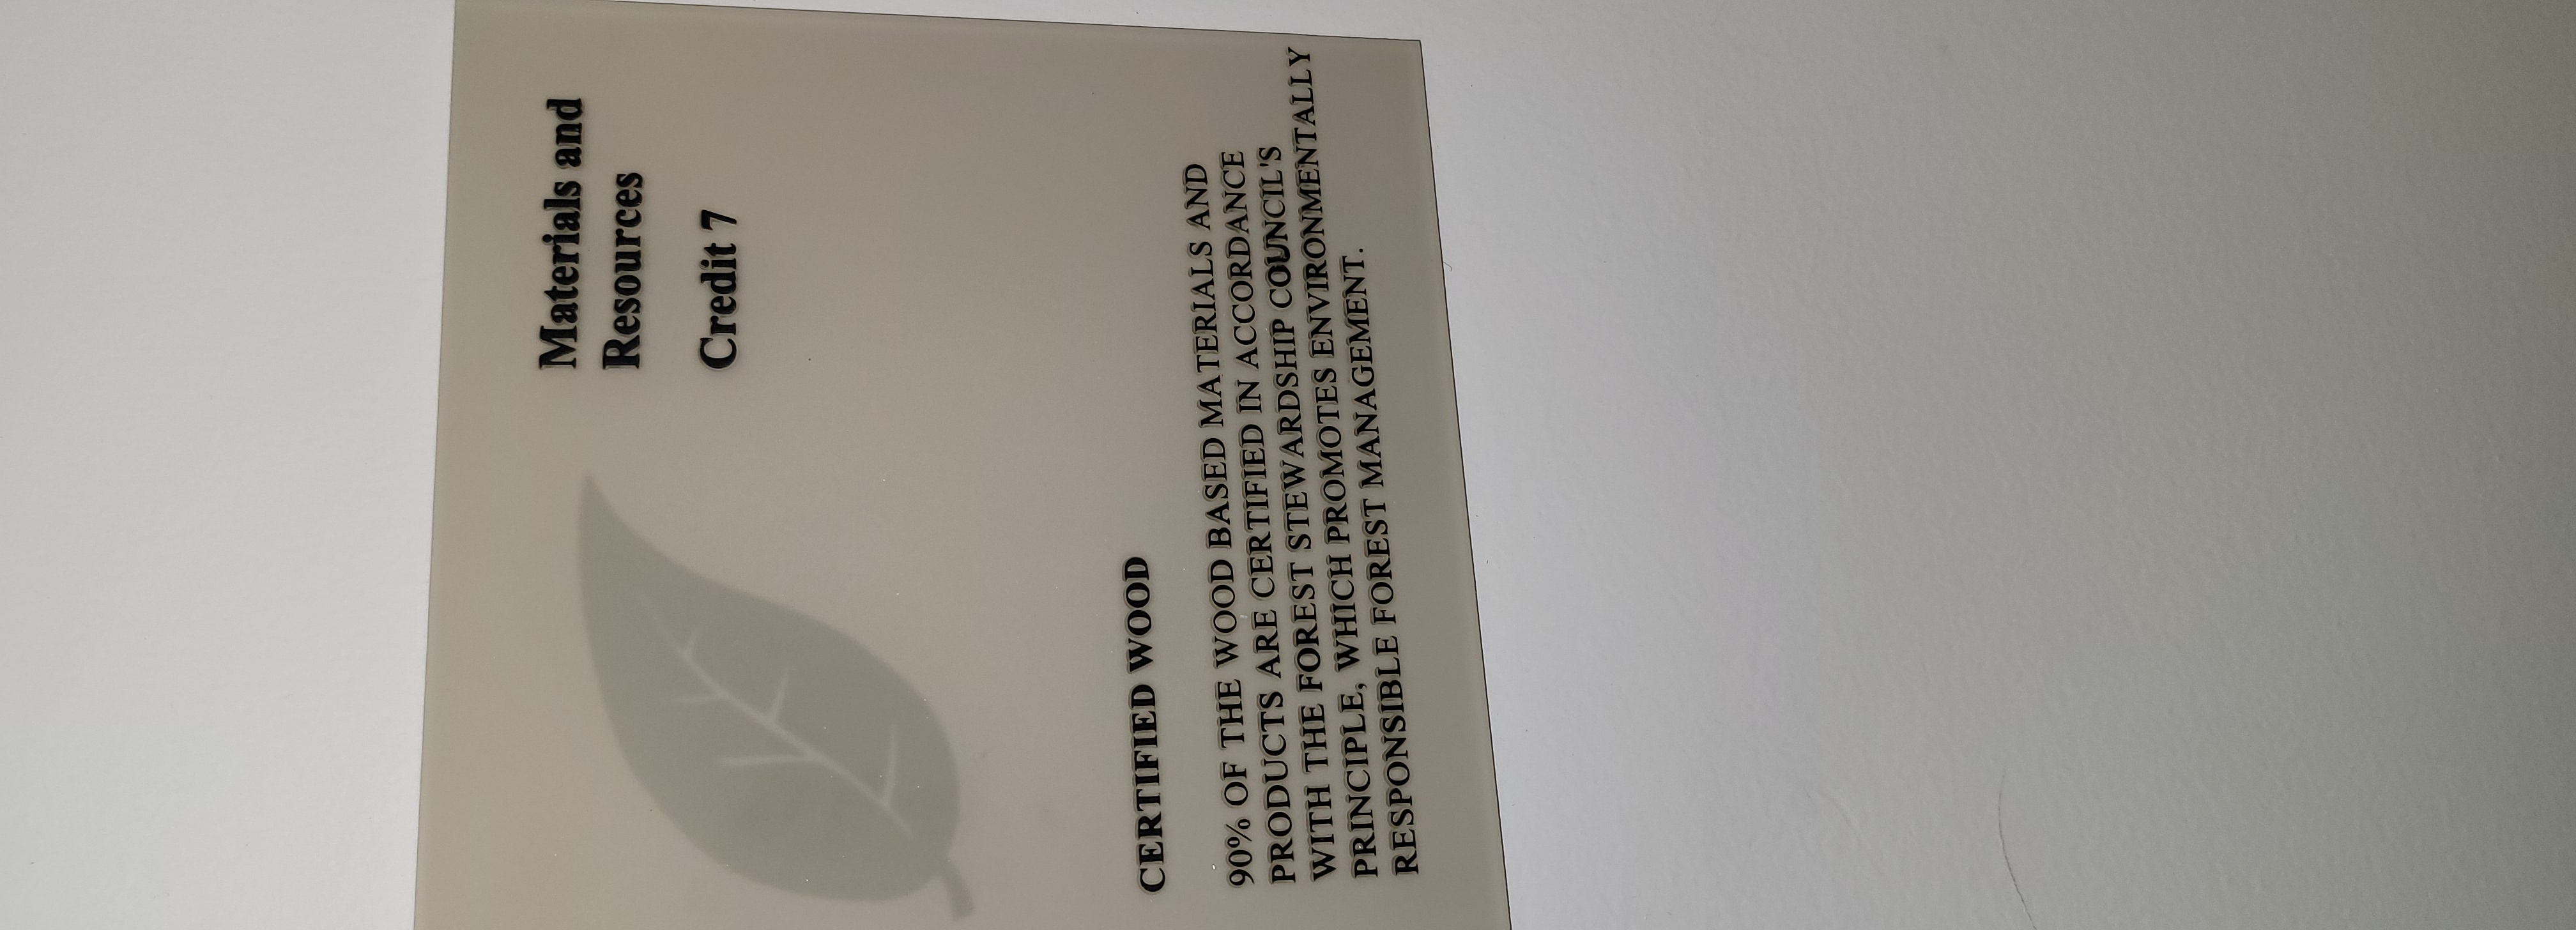 Materials and
Resources
Credit 7
CERTIFIED WOOD
90% OF THE WOOD BASED MATERIALS AND
PRODUCTS ARE CERTIFIED IN ACCORDANCE
WITH THE FOREST STEWARDSHIP COUNCIL'S
PRINCIPLE, WHICH PROMOTES ENVIRONMENTALLY
RESPONSIBLE FOREST MANAGEMENT.